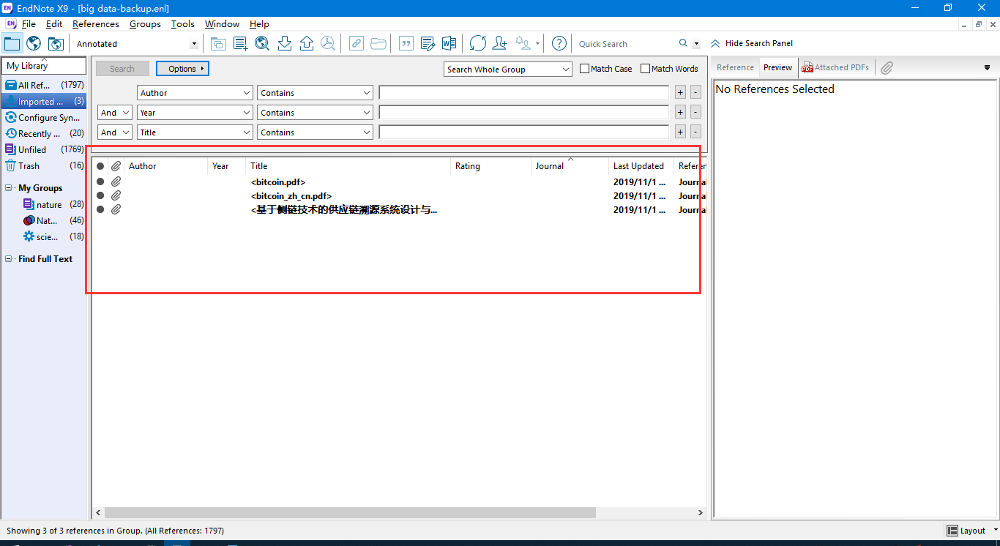 EndNote X9 - [big data-backup.enl]
File Edit References Groups Tools Window Help
Annotated
Quick Search
Hide Search Panel
My Library
All Ref... (1797)
Imported ... (3)
Configure Syn...
Recently ... (20)
Unfiled (1769)
Trash (16)
My Groups
nature (28)
Nat... (46)
scie... (18)
Find Full Text
Search Options Search Whole Group Match Case Match Words
Author Contains + -
And Year Contains + -
And Title Contains + -
Author Year Title Rating Journal Last Updated Referen
<bitcoin.pdf> 2019/11/1 ... Journal
<bitcoin_zh_cn.pdf> 2019/11/1 ... Journal
<基于侧链技术的供应链溯源系统设计与... 2019/11/1 ... Journal
Reference Preview Attached PDFs
No References Selected
Showing 3 of 3 references in Group. (All References: 1797)
Layout